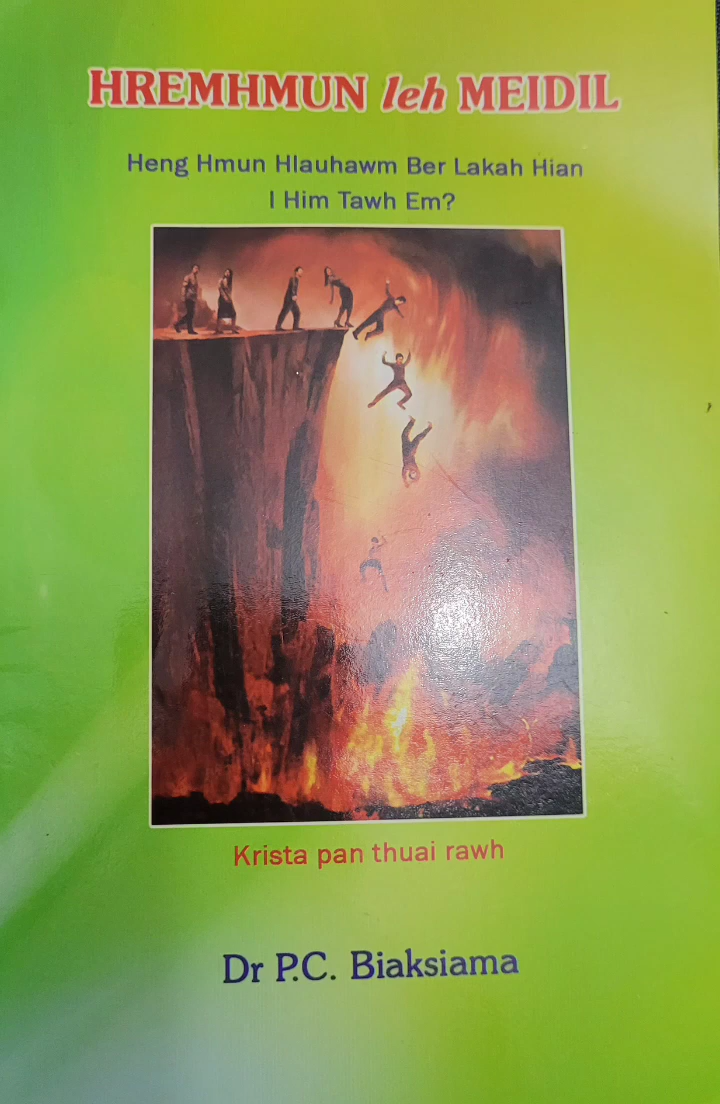 HREMHMUN leh MEIDIL
Heng Hmun Hlauhawm Ber Lakah Hian
I Him Tawh Em?
Krista pan thuai rawh
Dr P.C. Biaksiama